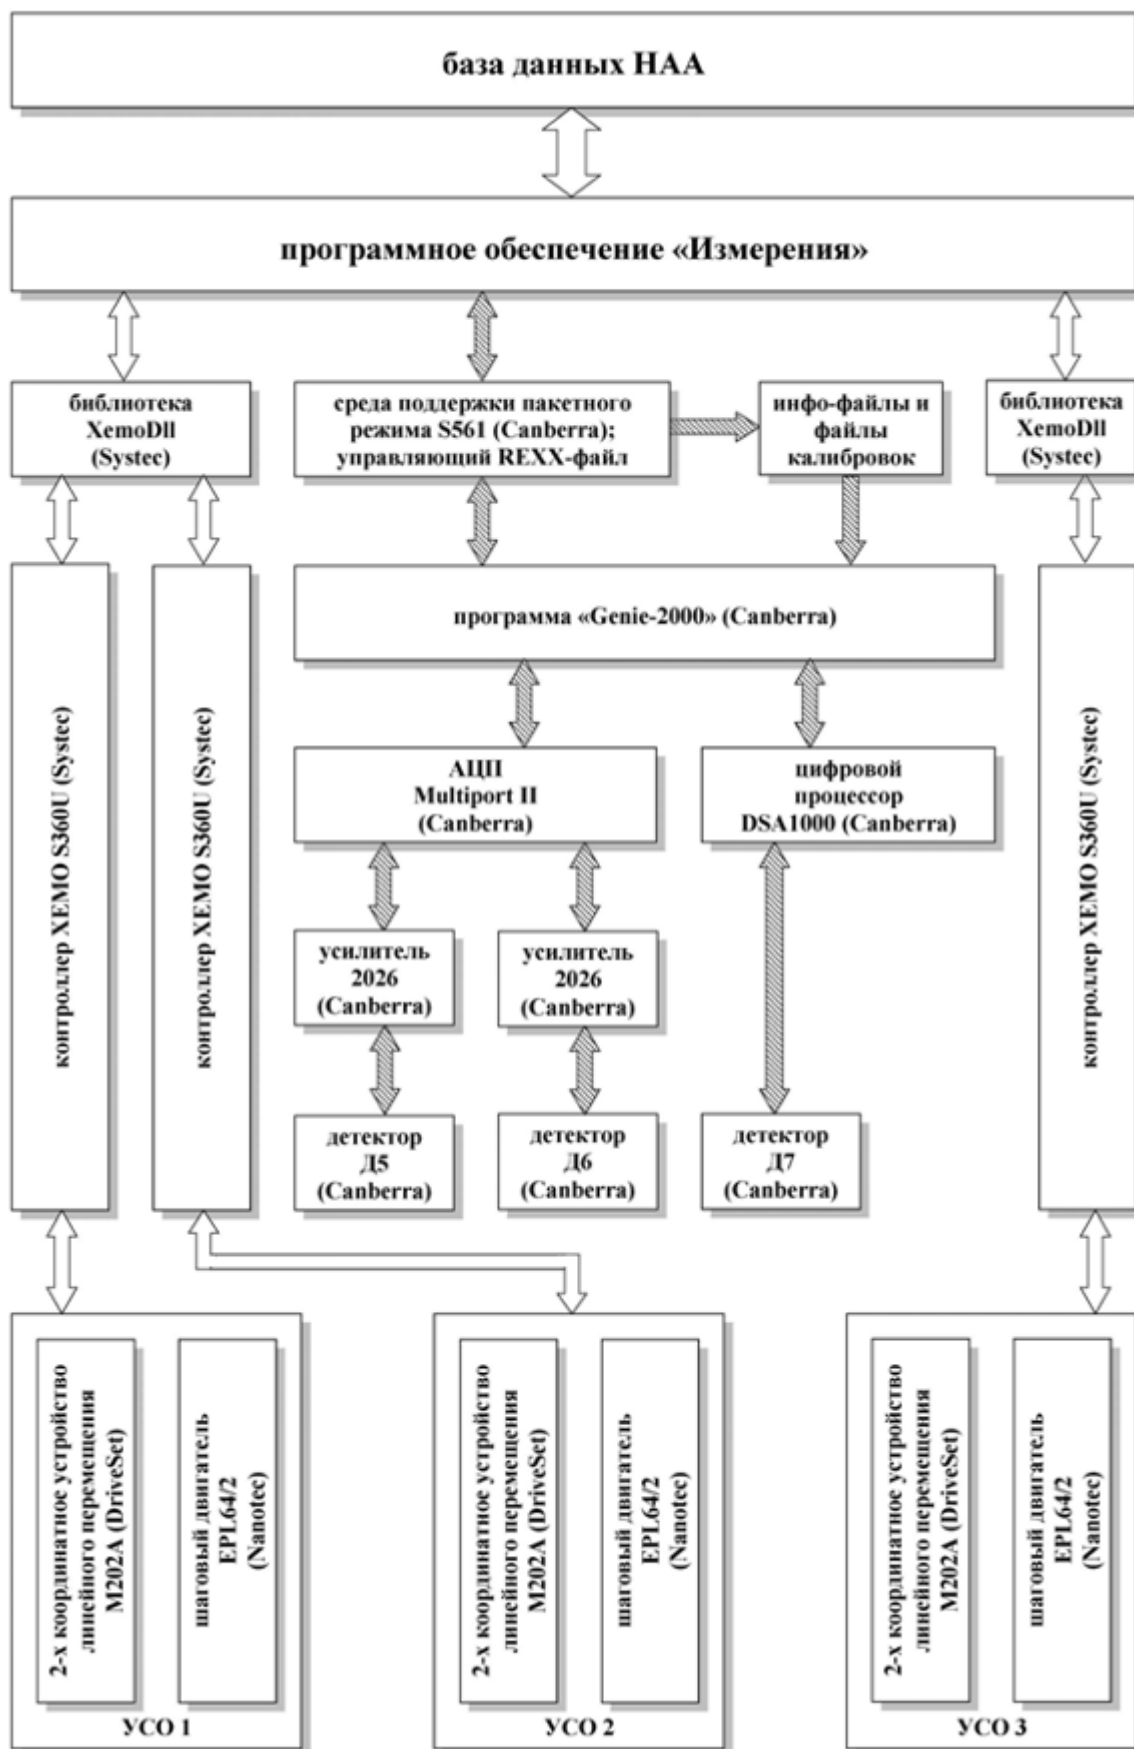 база данных НАА
программное обеспечение «Измерения»
библиотека
XemoDll
(Systec)
среда поддержки пакетного
режима S561 (Canberra);
управляющий REXX-файл
инфо-файлы и
файлы
калибровок
библиотека
XemoDll
(Systec)
контроллер XEMO S360U (Systec)
контроллер XEMO S360U (Systec)
программа «Genie-2000» (Canberra)
контроллер XEMO S360U (Systec)
АЦП
Multiport II
(Canberra)
цифровой
процессор
DSA1000 (Canberra)
усилитель
2026
(Canberra)
усилитель
2026
(Canberra)
детектор
Д5
(Canberra)
детектор
Д6
(Canberra)
детектор
Д7
(Canberra)
2-х координатное устройство
линейного перемещения
M202A (DriveSet)
шаговый двигатель
EPL64/2
(Nanotec)
УСО 1
2-х координатное устройство
линейного перемещения
M202A (DriveSet)
шаговый двигатель
EPL64/2
(Nanotec)
УСО 2
2-х координатное устройство
линейного перемещения
M202A (DriveSet)
шаговый двигатель
EPL64/2
(Nanotec)
УСО 3